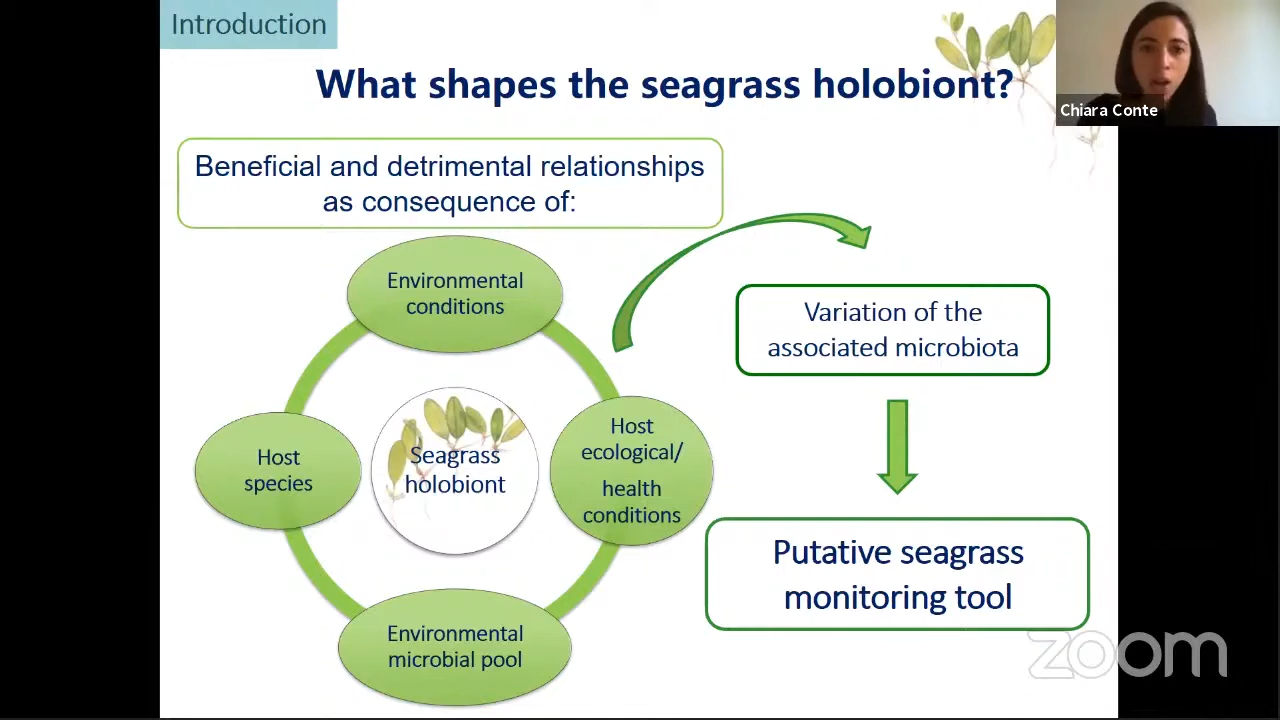 Introduction
What shapes the seagrass holobiont?
Chiara Conte
Beneficial and detrimental relationships
as consequence of:
Environmental
conditions
Variation of the
associated microbiota
Host
species
Seagrass
holobiont
Host
ecological/
health
conditions
Putative seagrass
monitoring tool
Environmental
microbial pool
zoom